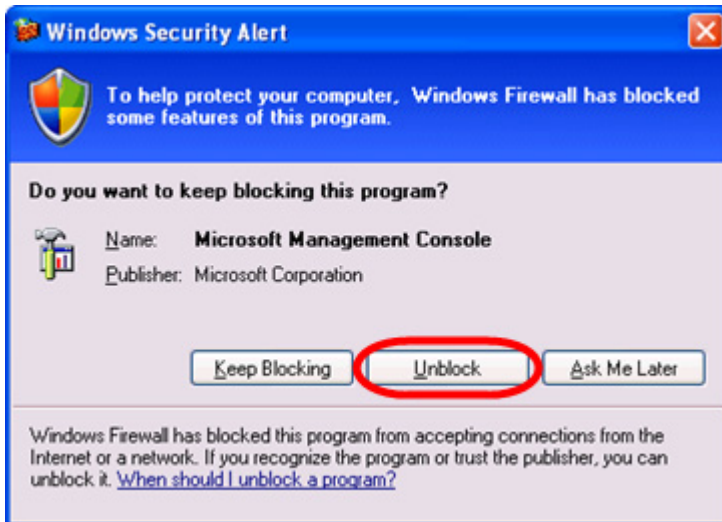 Windows Security Alert
To help protect your computer, Windows Firewall has blocked
some features of this program.
Do you want to keep blocking this program?
Name: Microsoft Management Console
Publisher: Microsoft Corporation
Keep Blocking Unblock Ask Me Later
Windows Firewall has blocked this program from accepting connections from the
Internet or a network. If you recognize the program or trust the publisher, you can
unblock it. When should I unblock a program?